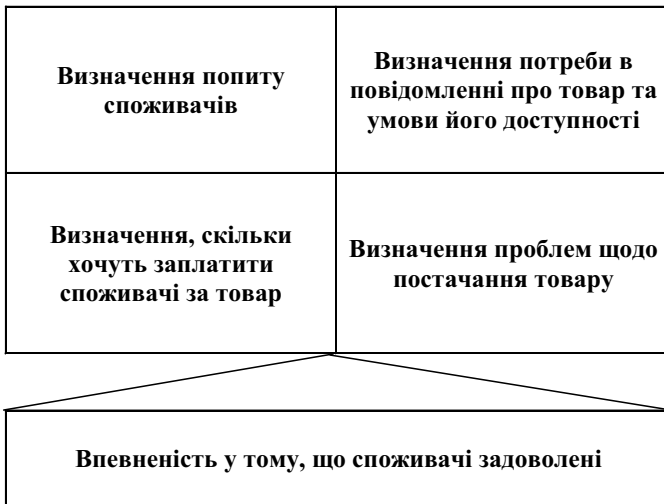 Визначення попиту
споживачів
Визначення потреби в
повідомленні про товар та
умови його доступності
Визначення, скільки
хочуть заплатити
споживачі за товар
Визначення проблем щодо
постачання товару
Впевненість у тому, що споживачі задоволені